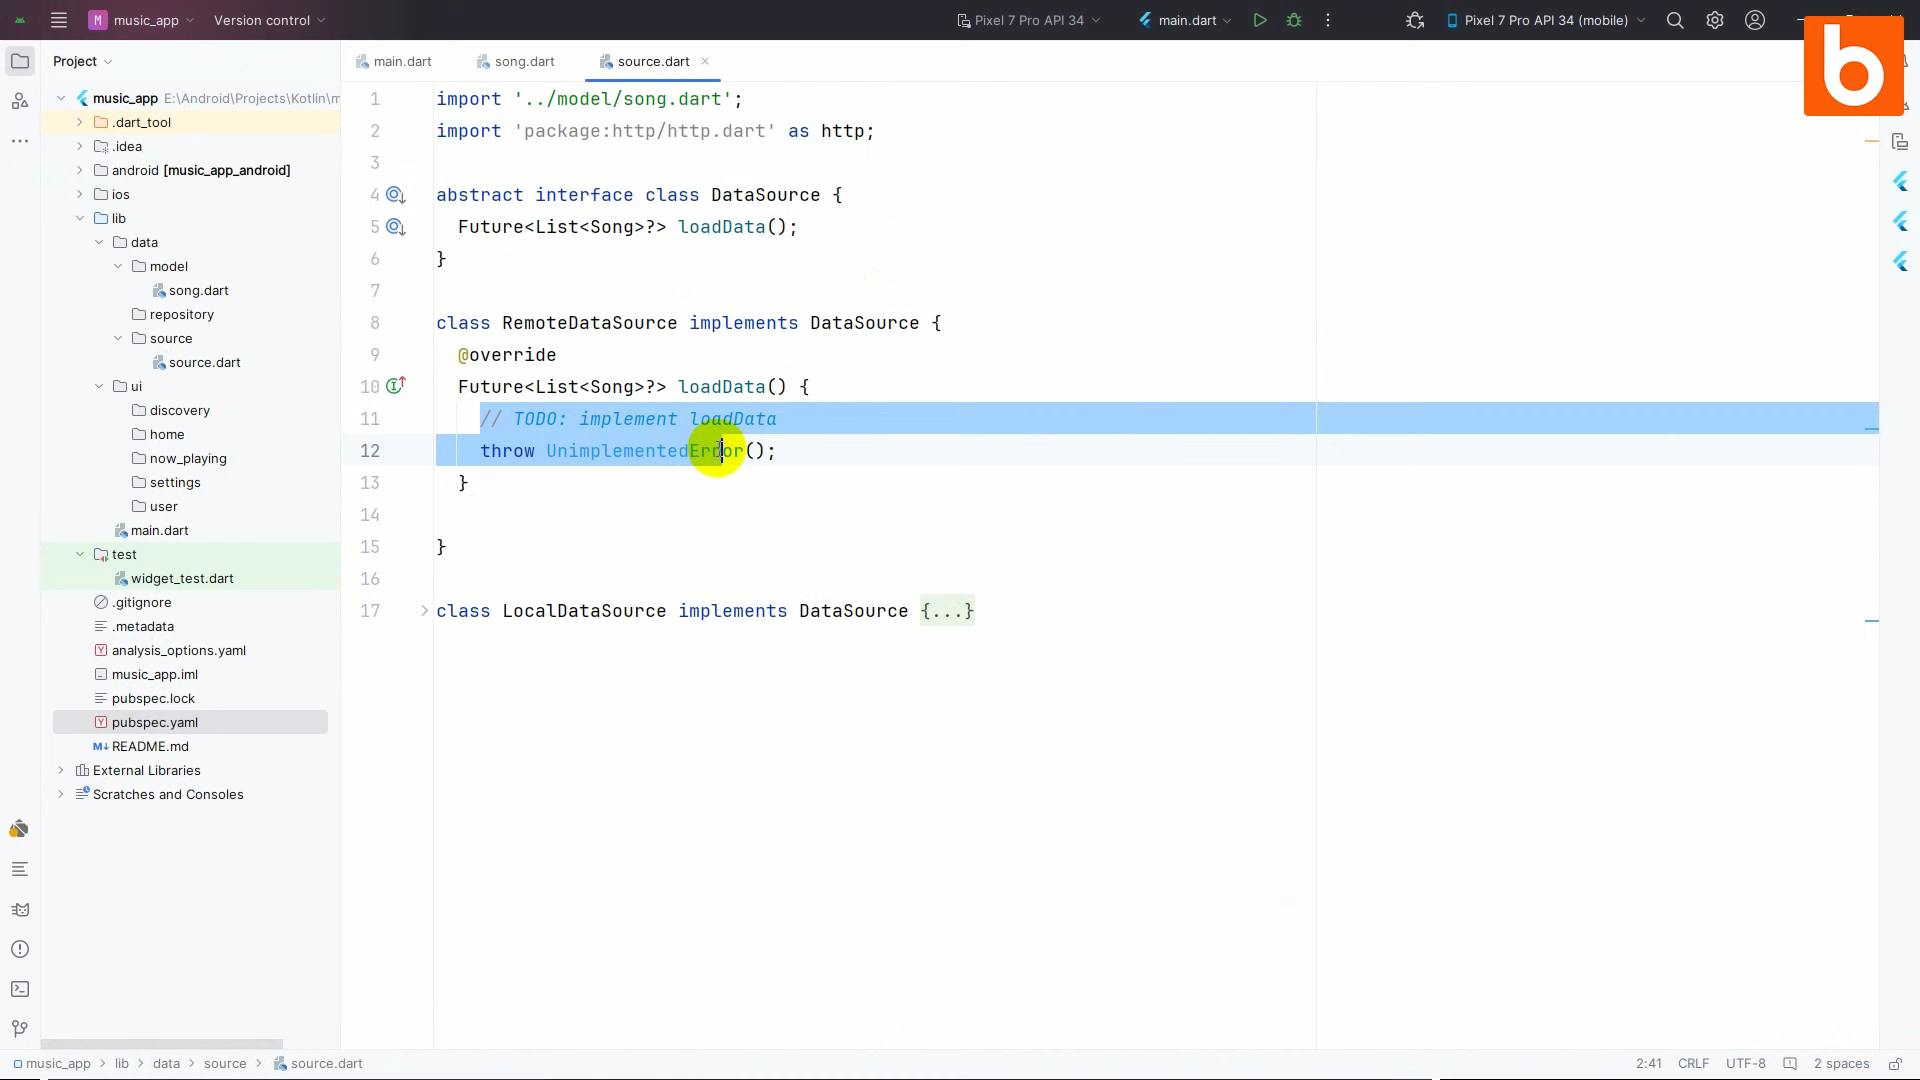 M music_app Version control Pixel 7 Pro API 34 main.dart Pixel 7 Pro API 34 (mobile)
b
Project
main.dart song.dart source.dart
music_app E:\Android\Projects\Kotlin\m
.dart_tool
.idea
android [music_app_android]
ios
lib
data
model
song.dart
repository
source
source.dart
ui
discovery
home
now_playing
settings
user
main.dart
test
widget_test.dart
.gitignore
.metadata
analysis_options.yaml
music_app.iml
pubspec.lock
pubspec.yaml
README.md
External Libraries
Scratches and Consoles
1 import '../model/song.dart';
2 import 'package:http/http.dart' as http;
3
4 abstract interface class DataSource {
5 Future<List<Song>?> loadData();
6 }
7
8 class RemoteDataSource implements DataSource {
9 @override
10 Future<List<Song>?> loadData() {
11 // TODO: implement loadData
12 throw UnimplementedError();
13 }
14
15 }
16
17 class LocalDataSource implements DataSource {...}
music_app > lib > data > source > source.dart 2:41 CRLF UTF-8 2 spaces